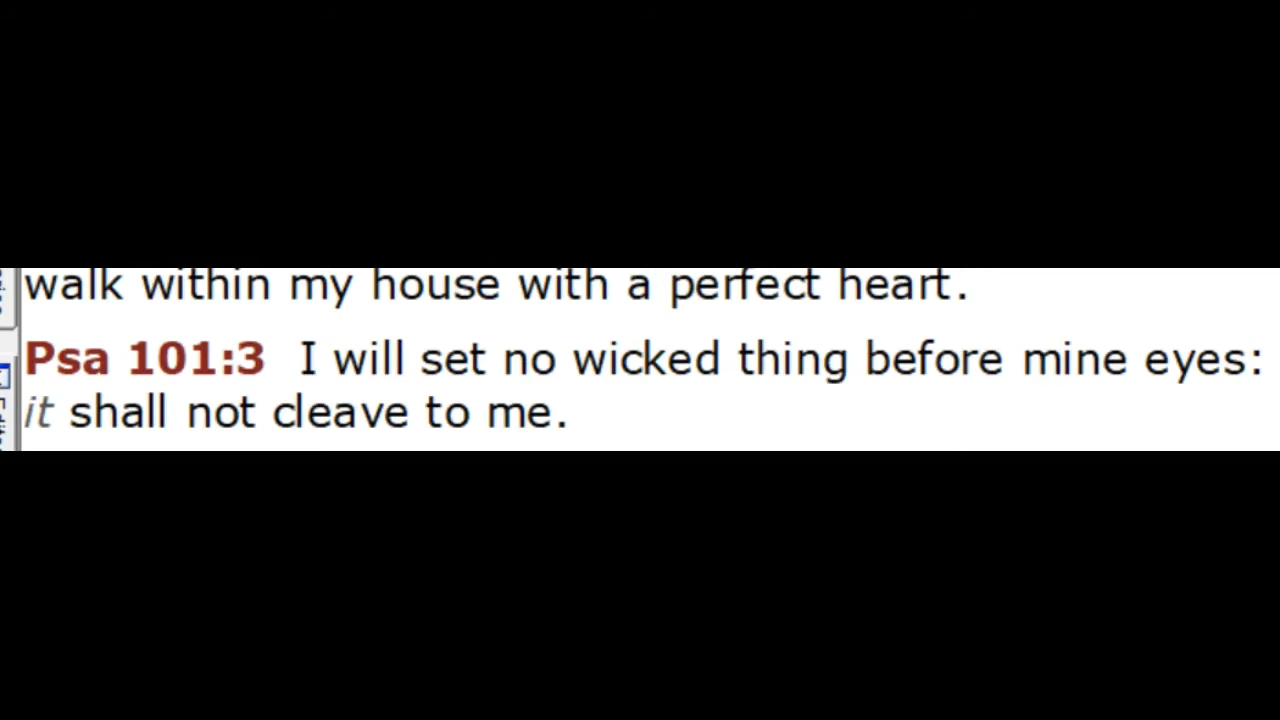 walk within my house with a perfect heart.
Psa 101:3 I will set no wicked thing before mine eyes:
it shall not cleave to me.